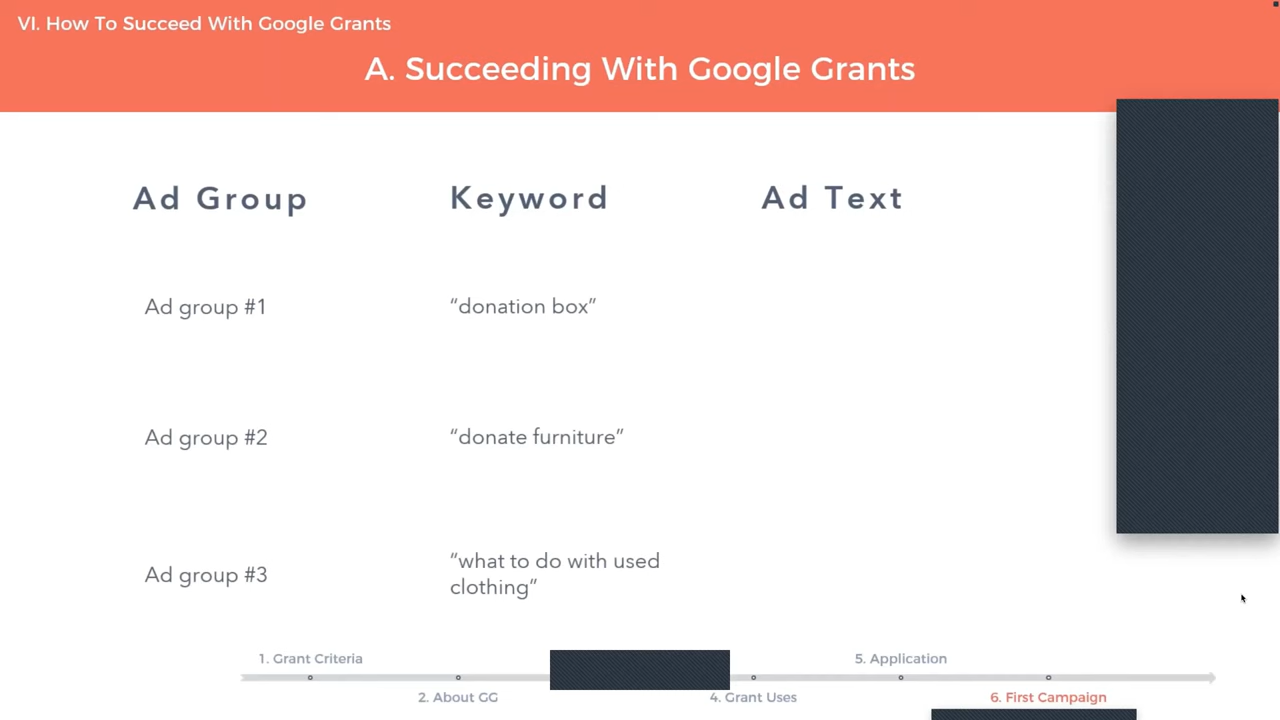 VI. How To Succeed With Google Grants
A. Succeeding With Google Grants
Ad Group
Keyword
Ad Text
Ad group #1
“donation box”
Ad group #2
“donate furniture”
Ad group #3
“what to do with used
clothing”
1. Grant Criteria
5. Application
2. About GG
4. Grant Uses
6. First Campaign